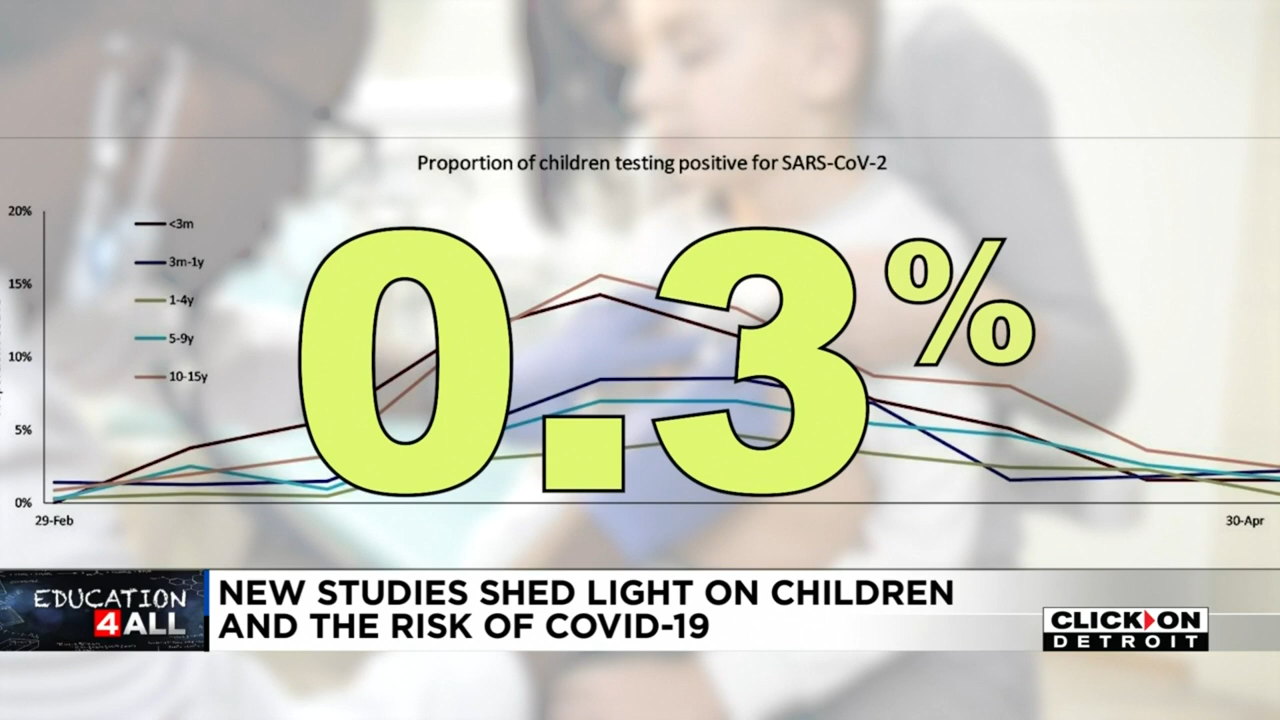 Proportion of children testing positive for SARS-CoV-2
20%
15%
10%
5%
0%
<3m
3m-1y
1-4y
5-9y
10-15y
0.3%
29-Feb
30-Apr
EDUCATION
4 ALL
NEW STUDIES SHED LIGHT ON CHILDREN
AND THE RISK OF COVID-19
CLICK ON
DETROIT